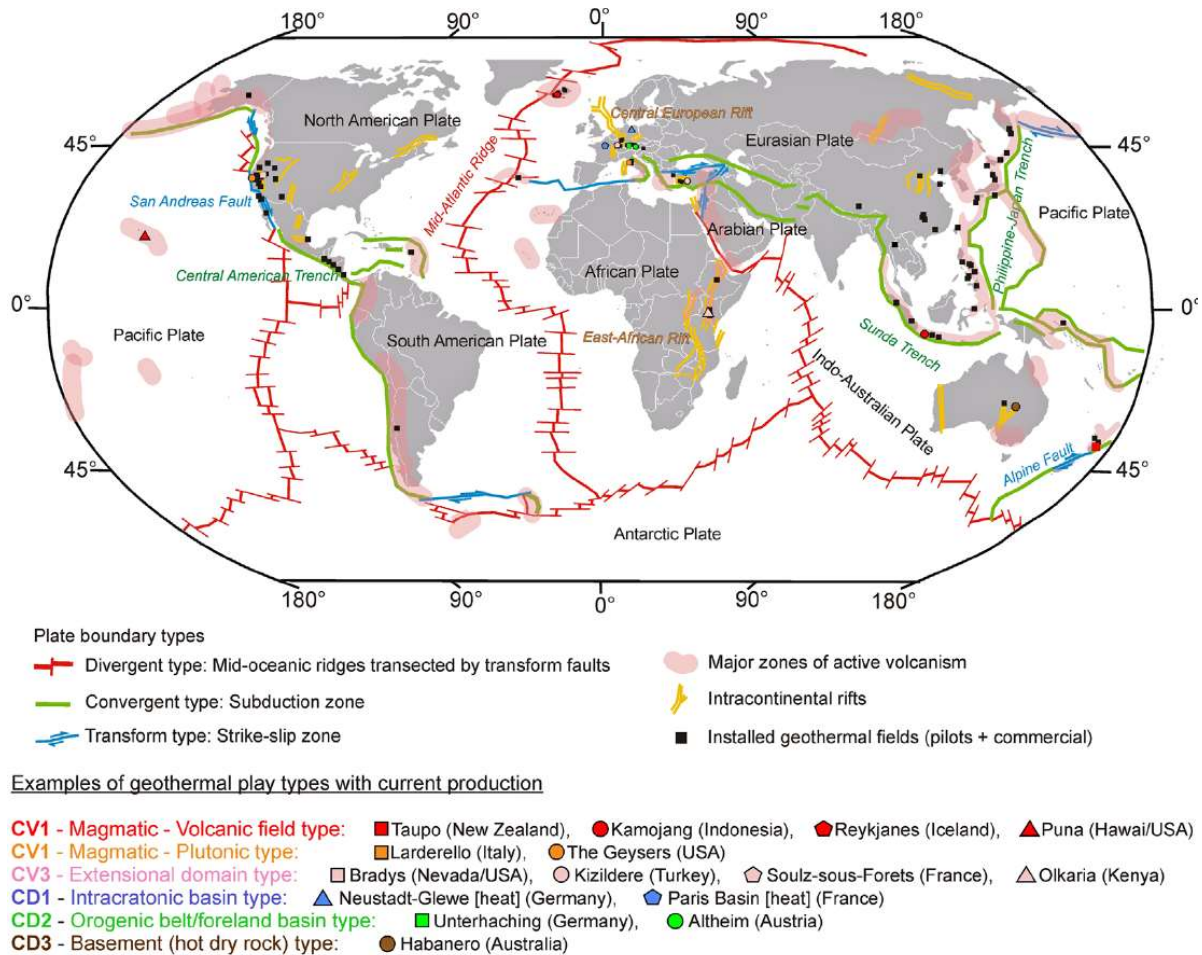 180°
90°
0°
90°
180°
North American Plate
Central European Rift
Eurasian Plate
45°
45°
Mid-Atlantic Ridge
San Andreas Fault
Philippine-Japan Trench
Pacific Plate
Arabian Plate
Central American Trench
African Plate
0°
0°
Pacific Plate
South American Plate
East-African Rift
Sunda Trench
Indo-Australian Plate
45°
Alpine Fault
45°
Antarctic Plate
180°
90°
0°
90°
180°
Plate boundary types
Divergent type: Mid-oceanic ridges transected by transform faults
Convergent type: Subduction zone
Transform type: Strike-slip zone
Major zones of active volcanism
Intracontinental rifts
Installed geothermal fields (pilots + commercial)
Examples of geothermal play types with current production
CV1 - Magmatic - Volcanic field type: Taupo (New Zealand), Kamojang (Indonesia), Reykjanes (Iceland), Puna (Hawai/USA)
CV1 - Magmatic - Plutonic type: Larderello (Italy), The Geysers (USA)
CV3 - Extensional domain type: Bradys (Nevada/USA), Kizildere (Turkey), Soulz-sous-Forets (France), Olkaria (Kenya)
CD1 - Intracratonic basin type: Neustadt-Glewe [heat] (Germany), Paris Basin [heat] (France)
CD2 - Orogenic belt/foreland basin type: Unterhaching (Germany), Altheim (Austria)
CD3 - Basement (hot dry rock) type: Habanero (Australia)